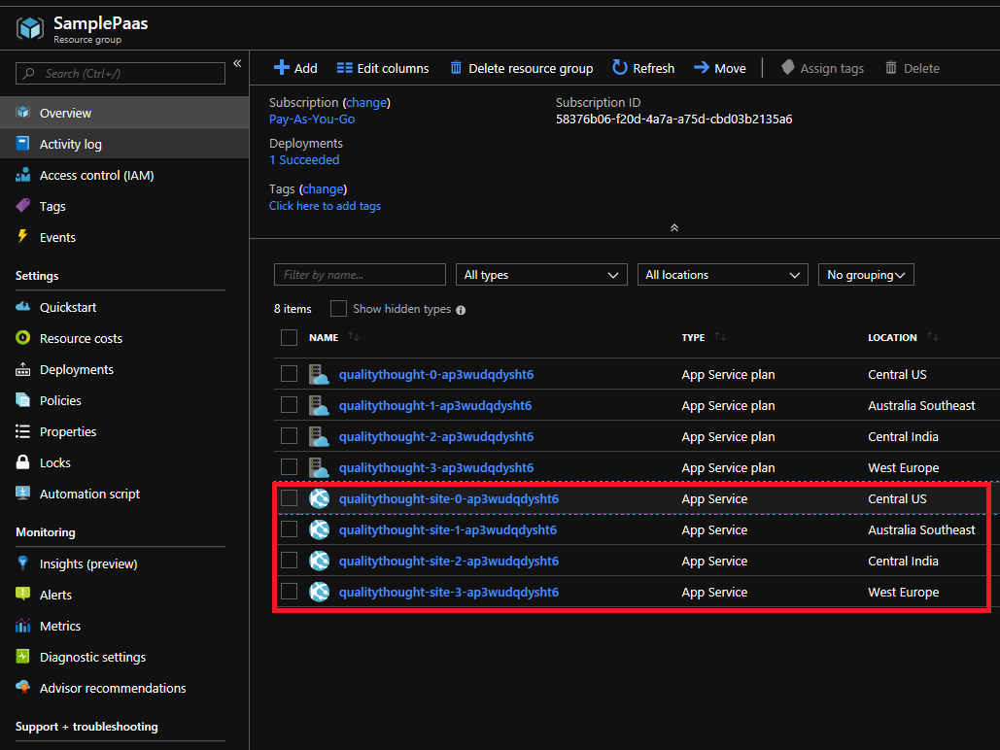 SamplePaas
Resource group
Search (Ctrl+/)
«
Overview
Activity log
Access control (IAM)
Tags
Events
Settings
Quickstart
Resource costs
Deployments
Policies
Properties
Locks
Automation script
Monitoring
Insights (preview)
Alerts
Metrics
Diagnostic settings
Advisor recommendations
Support + troubleshooting
Add Edit columns Delete resource group Refresh Move Assign tags Delete
Subscription (change) Subscription ID
Pay-As-You-Go 58376b06-f20d-4a7a-a75d-cbd03b2135a6
Deployments
1 Succeeded
Tags (change)
Click here to add tags
Filter by name... All types All locations No grouping
8 items Show hidden types
NAME TYPE LOCATION
qualitythought-0-ap3wudqdysht6 App Service plan Central US
qualitythought-1-ap3wudqdysht6 App Service plan Australia Southeast
qualitythought-2-ap3wudqdysht6 App Service plan Central India
qualitythought-3-ap3wudqdysht6 App Service plan West Europe
qualitythought-site-0-ap3wudqdysht6 App Service Central US
qualitythought-site-1-ap3wudqdysht6 App Service Australia Southeast
qualitythought-site-2-ap3wudqdysht6 App Service Central India
qualitythought-site-3-ap3wudqdysht6 App Service West Europe